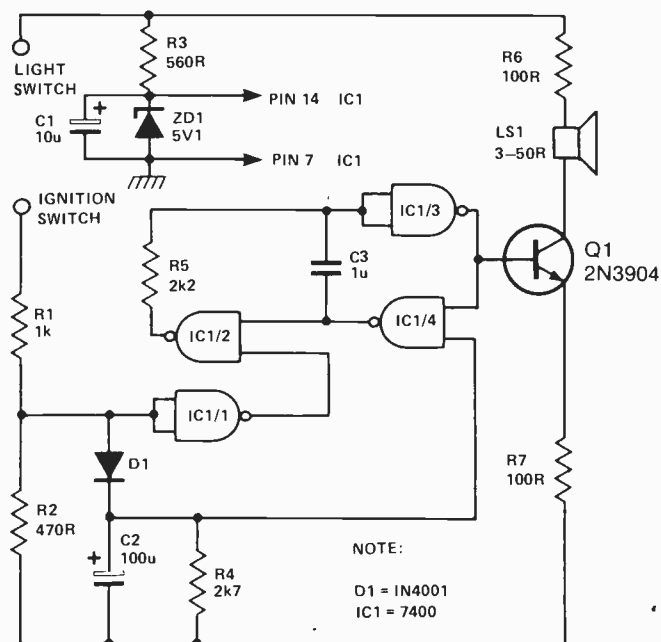 R3
560R
LIGHT
SWITCH
C1
10u
+
ZD1
5V1
PIN 14 IC1
PIN 7 IC1
R6
100R
LS1
3–50R
IGNITION
SWITCH
IC1/3
Q1
2N3904
R5
2k2
C3
1u
IC1/2
IC1/4
R1
1k
IC1/1
D1
R2
470R
+
C2
100u
R4
2k7
R7
100R
NOTE:
D1 = IN4001
IC1 = 7400